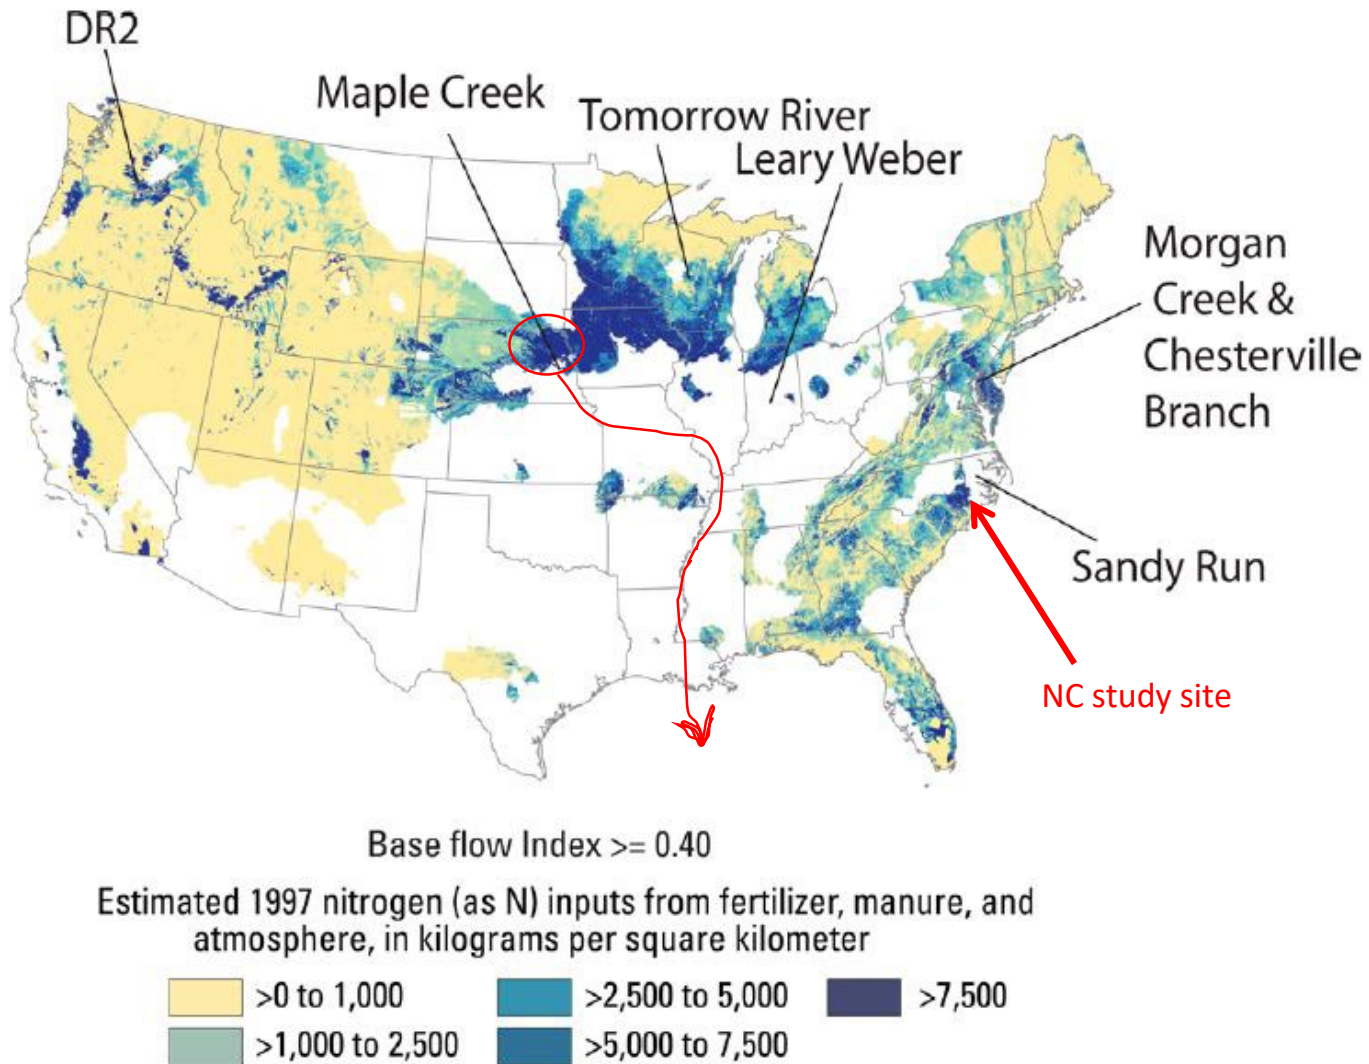 DR2
Maple Creek
Tomorrow River
Leary Weber
Morgan
Creek &
Chesterville
Branch
Sandy Run
NC study site
Base flow Index >= 0.40
Estimated 1997 nitrogen (as N) inputs from fertilizer, manure, and
atmosphere, in kilograms per square kilometer
>0 to 1,000
>2,500 to 5,000
>7,500
>1,000 to 2,500
>5,000 to 7,500